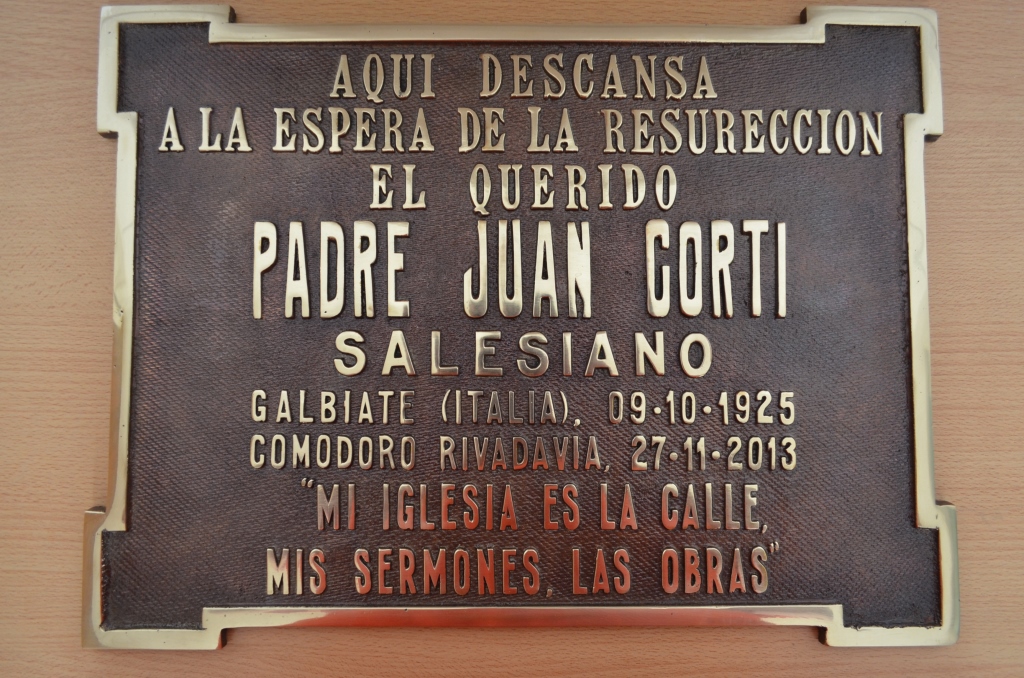 AQUI DESCANSA
A LA ESPERA DE LA RESURECCION
EL QUERIDO
PADRE JUAN CORTI
SALESIANO
GALBIATE (ITALIA), 09·10·1925
COMODORO RIVADAVIA, 27·11·2013
"MI IGLESIA ES LA CALLE,
MIS SERMONES, LAS OBRAS"